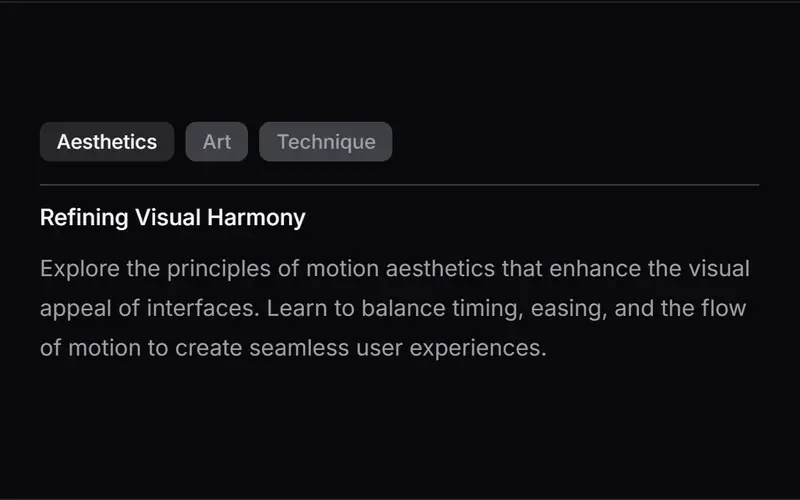 Aesthetics Art Technique
Refining Visual Harmony
Explore the principles of motion aesthetics that enhance the visual
appeal of interfaces. Learn to balance timing, easing, and the flow
of motion to create seamless user experiences.